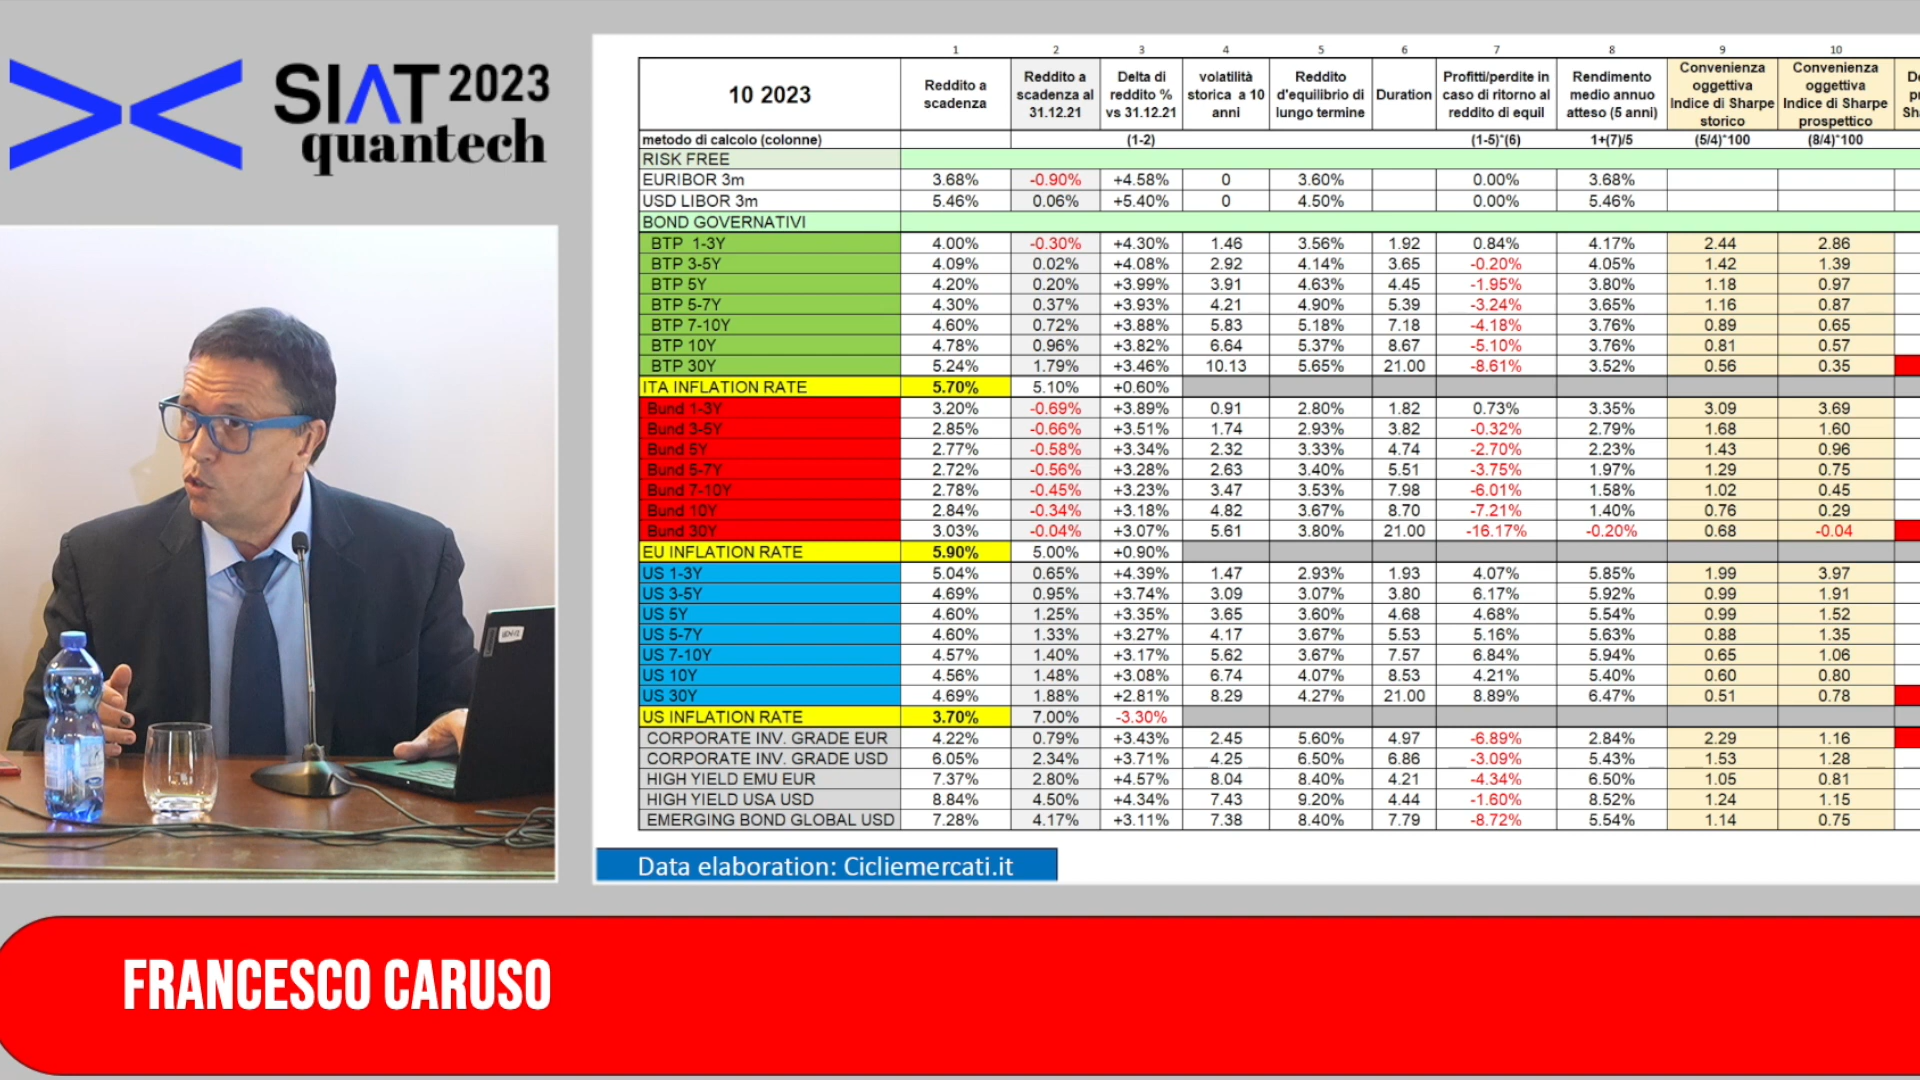 SIAT 2023
quantech
1 2 3 4 5 6 7 8 9 10
10 2023 | Reddito a scadenza | Reddito a scadenza al 31.12.21 | Delta di reddito % vs 31.12.21 | volatilità storica a 10 anni | Reddito d'equilibrio di lungo termine | Duration | Profitti/perdite in caso di ritorno al reddito di equil | Rendimento medio annuo atteso (5 anni) | Convenienza oggettiva Indice di Sharpe storico | Convenienza oggettiva Indice di Sharpe prospettico
metodo di calcolo (colonne) (1-2) (1-5)*(6) 1+(7)/5 (5/4)*100 (8/4)*100
RISK FREE
EURIBOR 3m 3.68% -0.90% +4.58% 0 3.60% 0.00% 3.68%
USD LIBOR 3m 5.46% 0.06% +5.40% 0 4.50% 0.00% 5.46%
BOND GOVERNATIVI
BTP 1-3Y 4.00% -0.30% +4.30% 1.46 3.56% 1.92 0.84% 4.17% 2.44 2.86
BTP 3-5Y 4.09% 0.02% +4.08% 2.92 4.14% 3.65 -0.20% 4.05% 1.42 1.39
BTP 5Y 4.20% 0.20% +3.99% 3.91 4.63% 4.45 -1.95% 3.80% 1.18 0.97
BTP 5-7Y 4.30% 0.37% +3.93% 4.21 4.90% 5.39 -3.24% 3.65% 1.16 0.87
BTP 7-10Y 4.60% 0.72% +3.88% 5.83 5.18% 7.18 -4.18% 3.76% 0.89 0.65
BTP 10Y 4.78% 0.96% +3.82% 6.64 5.37% 8.67 -5.10% 3.76% 0.81 0.57
BTP 30Y 5.24% 1.79% +3.46% 10.13 5.65% 21.00 -8.61% 3.52% 0.56 0.35
ITA INFLATION RATE 5.70% 5.10% +0.60%
Bund 1-3Y 3.20% -0.69% +3.89% 0.91 2.80% 1.82 0.73% 3.35% 3.09 3.69
Bund 3-5Y 2.85% -0.66% +3.51% 1.74 2.93% 3.82 -0.32% 2.79% 1.68 1.60
Bund 5Y 2.77% -0.58% +3.34% 2.32 3.33% 4.74 -2.70% 2.23% 1.43 0.96
Bund 5-7Y 2.72% -0.56% +3.28% 2.63 3.40% 5.51 -3.75% 1.97% 1.29 0.75
Bund 7-10Y 2.78% -0.45% +3.23% 3.47 3.53% 7.98 -6.01% 1.58% 1.02 0.45
Bund 10Y 2.84% -0.34% +3.18% 4.82 3.67% 8.70 -7.21% 1.40% 0.76 0.29
Bund 30Y 3.03% -0.04% +3.07% 5.61 3.80% 21.00 -16.17% -0.20% 0.68 -0.04
EU INFLATION RATE 5.90% 5.00% +0.90%
US 1-3Y 5.04% 0.65% +4.39% 1.47 2.93% 1.93 4.07% 5.85% 1.99 3.97
US 3-5Y 4.69% 0.95% +3.74% 3.09 3.07% 3.80 6.17% 5.92% 0.99 1.91
US 5Y 4.60% 1.25% +3.35% 3.65 3.60% 4.68 4.68% 5.54% 0.99 1.52
US 5-7Y 4.60% 1.33% +3.27% 4.17 3.67% 5.53 5.16% 5.63% 0.88 1.35
US 7-10Y 4.57% 1.40% +3.17% 5.62 3.67% 7.57 6.84% 5.94% 0.65 1.06
US 10Y 4.56% 1.48% +3.08% 6.74 4.07% 8.53 4.21% 5.40% 0.60 0.80
US 30Y 4.69% 1.88% +2.81% 8.29 4.27% 21.00 8.89% 6.47% 0.51 0.78
US INFLATION RATE 3.70% 7.00% -3.30%
CORPORATE INV. GRADE EUR 4.22% 0.79% +3.43% 2.45 5.60% 4.97 -6.89% 2.84% 2.29 1.16
CORPORATE INV. GRADE USD 6.05% 2.34% +3.71% 4.25 6.50% 6.86 -3.09% 5.43% 1.53 1.28
HIGH YIELD EMU EUR 7.37% 2.80% +4.57% 8.04 8.40% 4.21 -4.34% 6.50% 1.05 0.81
HIGH YIELD USA USD 8.84% 4.50% +4.34% 7.43 9.20% 4.44 -1.60% 8.52% 1.24 1.15
EMERGING BOND GLOBAL USD 7.28% 4.17% +3.11% 7.38 8.40% 7.79 -8.72% 5.54% 1.14 0.75
Data elaboration: Cicliemercati.it
FRANCESCO CARUSO